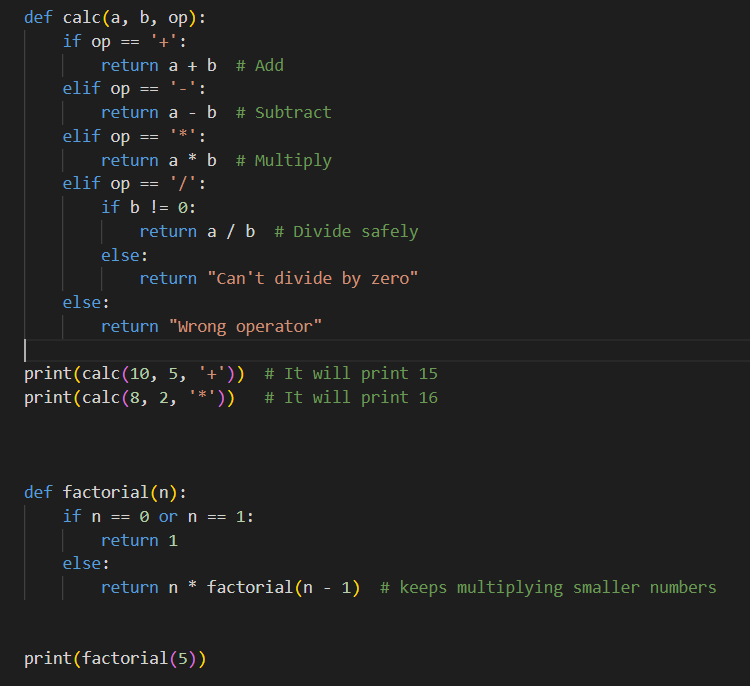 def calc(a, b, op):
    if op == '+':
        return a + b  # Add
    elif op == '-':
        return a - b  # Subtract
    elif op == '*':
        return a * b  # Multiply
    elif op == '/':
        if b != 0:
            return a / b  # Divide safely
        else:
            return "Can't divide by zero"
    else:
        return "Wrong operator"

print(calc(10, 5, '+'))  # It will print 15
print(calc(8, 2, '*'))   # It will print 16

def factorial(n):
    if n == 0 or n == 1:
        return 1
    else:
        return n * factorial(n - 1)  # keeps multiplying smaller numbers

print(factorial(5))